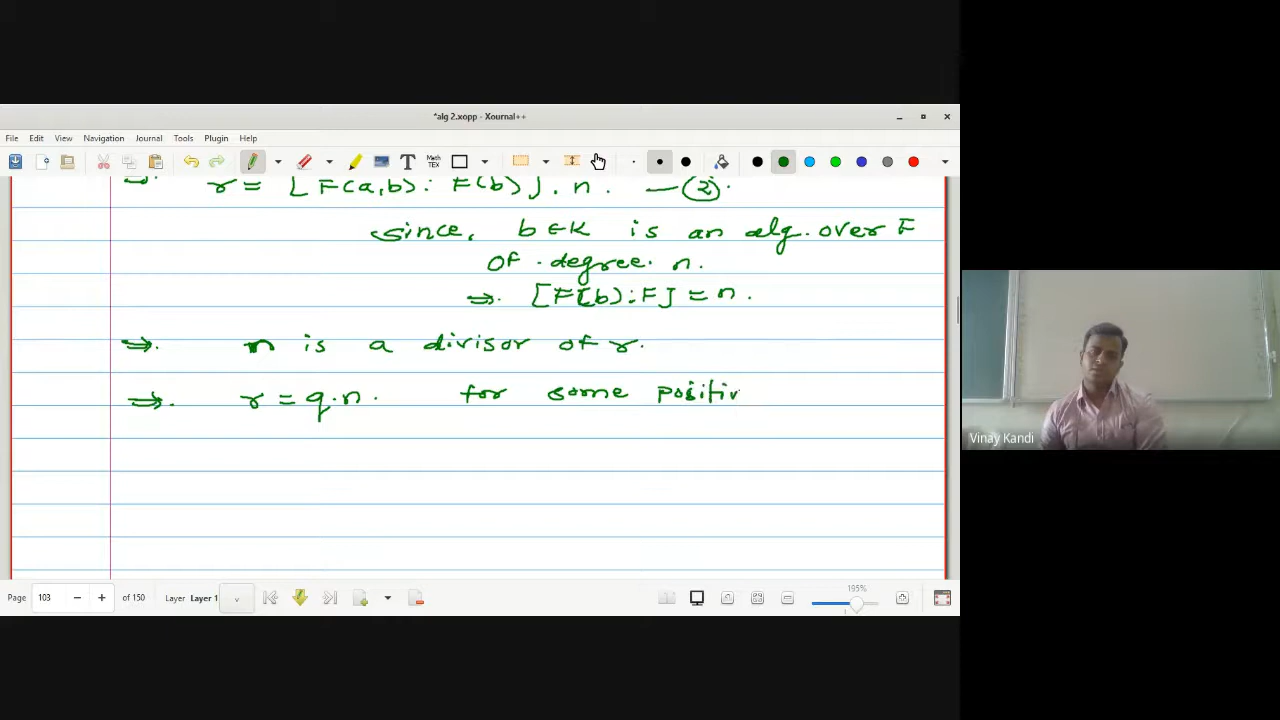 *alg 2.xopp - Xournal++
File Edit View Navigation Journal Tools Plugin Help
⇒ r = [F(a,b) : F(b)] . n. —(2).
since, b∈K is an alg. over F
of . degree . n.
⇒. [F(b) : F] = n.
⇒. n is a divisor of r.
⇒. r = q.n. for some positiv
Vinay Kandi
Page 103 of 150 Layer Layer 1 195%